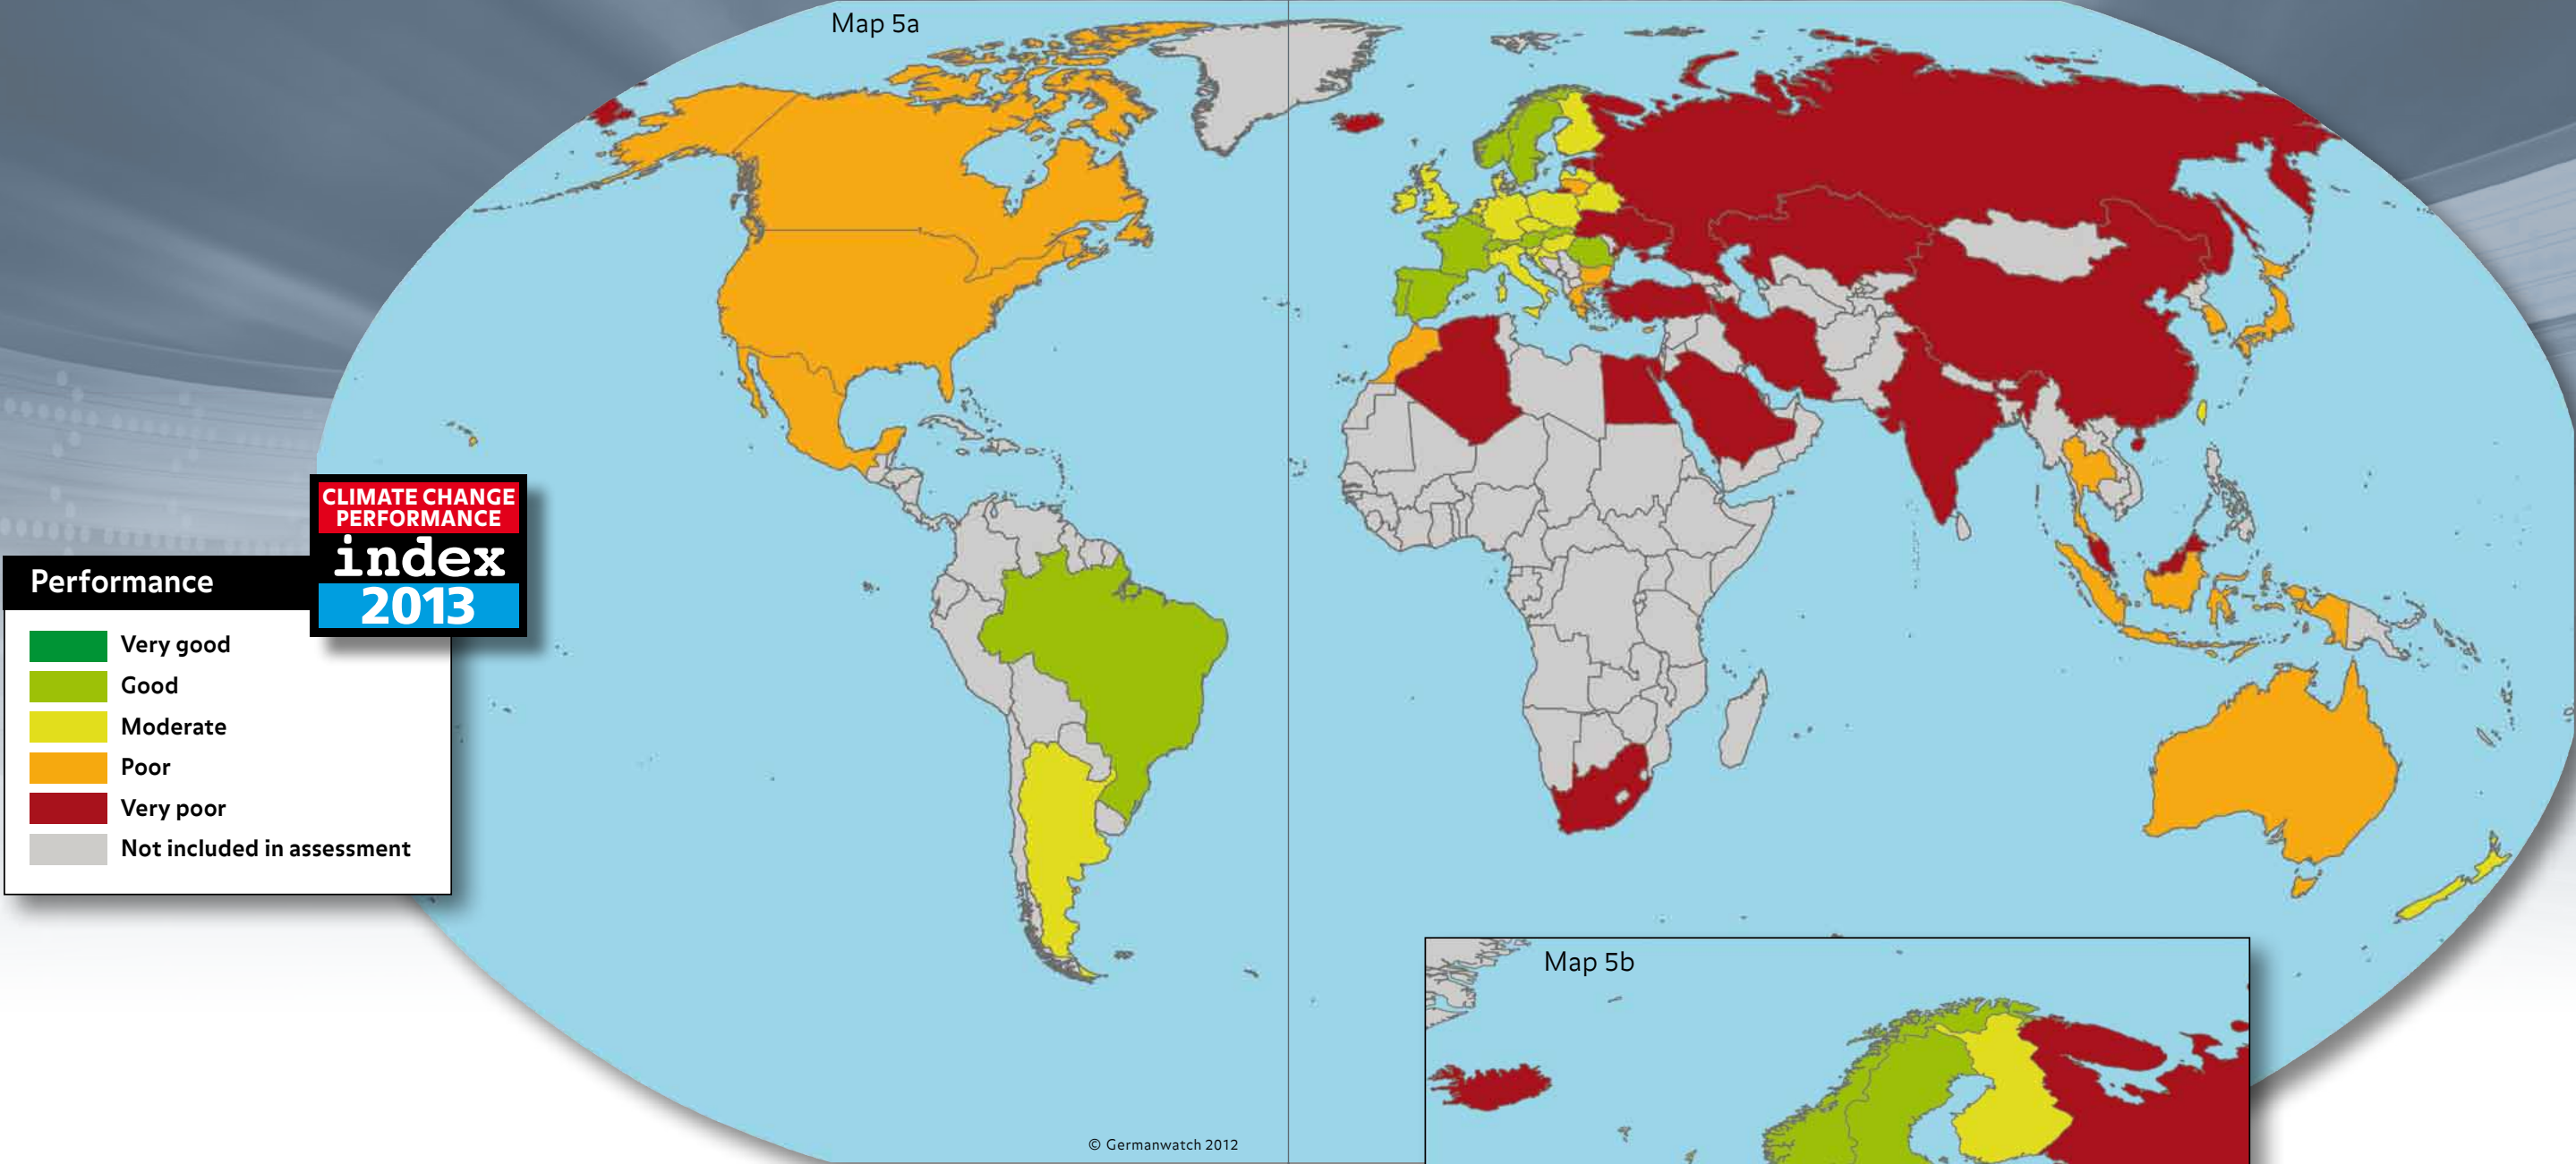 Map 5a
CLIMATE CHANGE
PERFORMANCE
index
2013
Performance
Very good
Good
Moderate
Poor
Very poor
Not included in assessment
Map 5b
© Germanwatch 2012